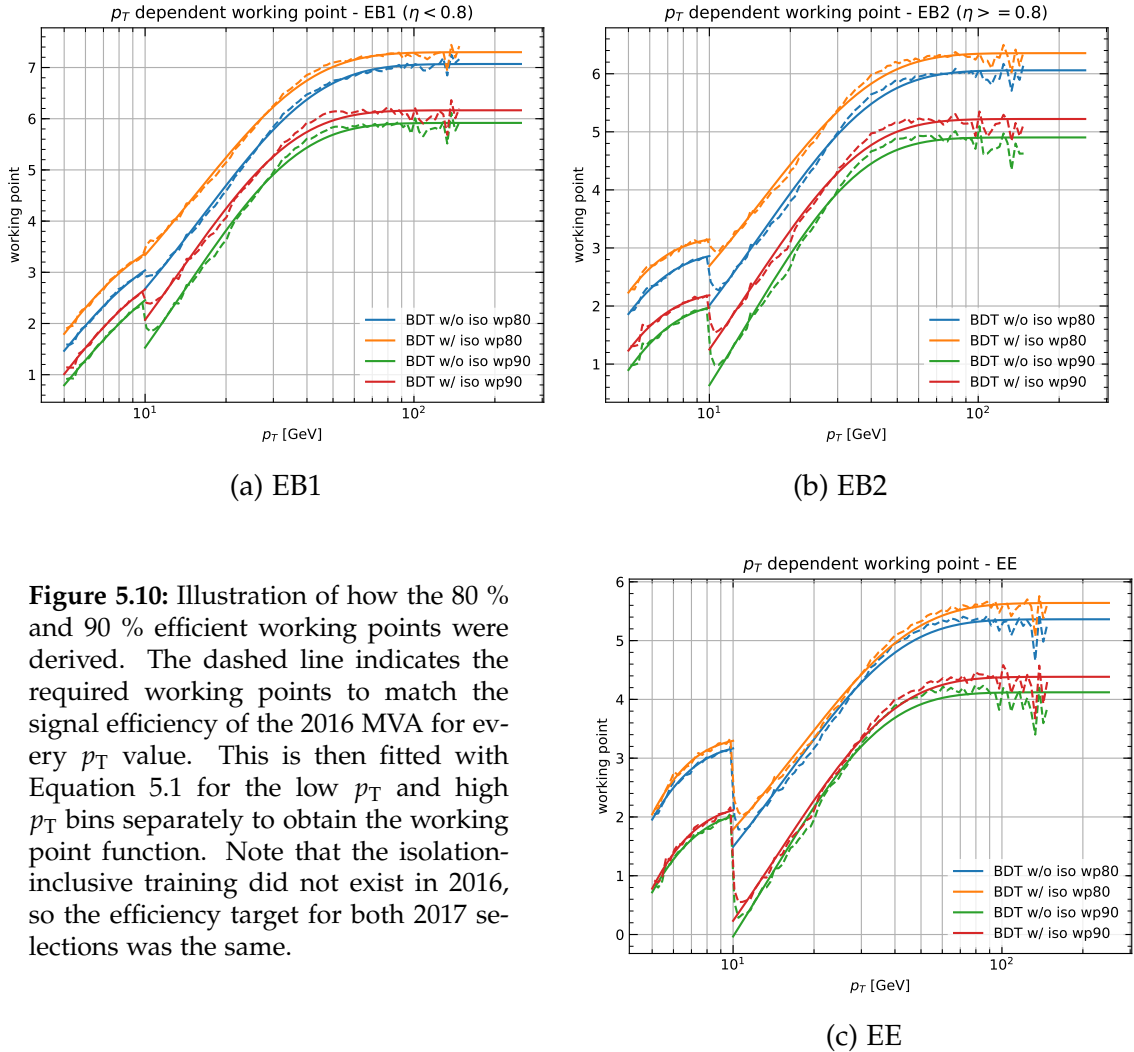 p_T dependent working point - EB1 (η < 0.8)
7
6
5
4
3
2
1
working point
10^1
10^2
p_T [GeV]
BDT w/o iso wp80
BDT w/ iso wp80
BDT w/o iso wp90
BDT w/ iso wp90
(a) EB1
p_T dependent working point - EB2 (η >= 0.8)
6
5
4
3
2
1
working point
10^1
10^2
p_T [GeV]
BDT w/o iso wp80
BDT w/ iso wp80
BDT w/o iso wp90
BDT w/ iso wp90
(b) EB2
Figure 5.10: Illustration of how the 80 %
and 90 % efficient working points were
derived. The dashed line indicates the
required working points to match the
signal efficiency of the 2016 MVA for ev-
ery p_T value. This is then fitted with
Equation 5.1 for the low p_T and high
p_T bins separately to obtain the working
point function. Note that the isolation-
inclusive training did not exist in 2016,
so the efficiency target for both 2017 se-
lections was the same.
p_T dependent working point - EE
6
5
4
3
2
1
0
working point
10^1
10^2
p_T [GeV]
BDT w/o iso wp80
BDT w/ iso wp80
BDT w/o iso wp90
BDT w/ iso wp90
(c) EE